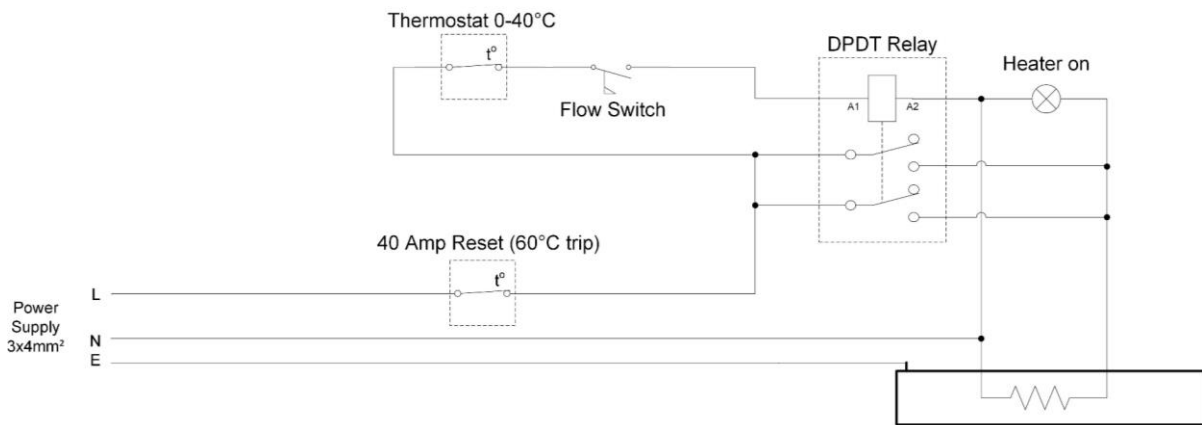 Thermostat 0-40°C
t°
Flow Switch
DPDT Relay
Heater on
A1
A2
40 Amp Reset (60°C trip)
t°
Power
Supply
3x4mm²
L
N
E